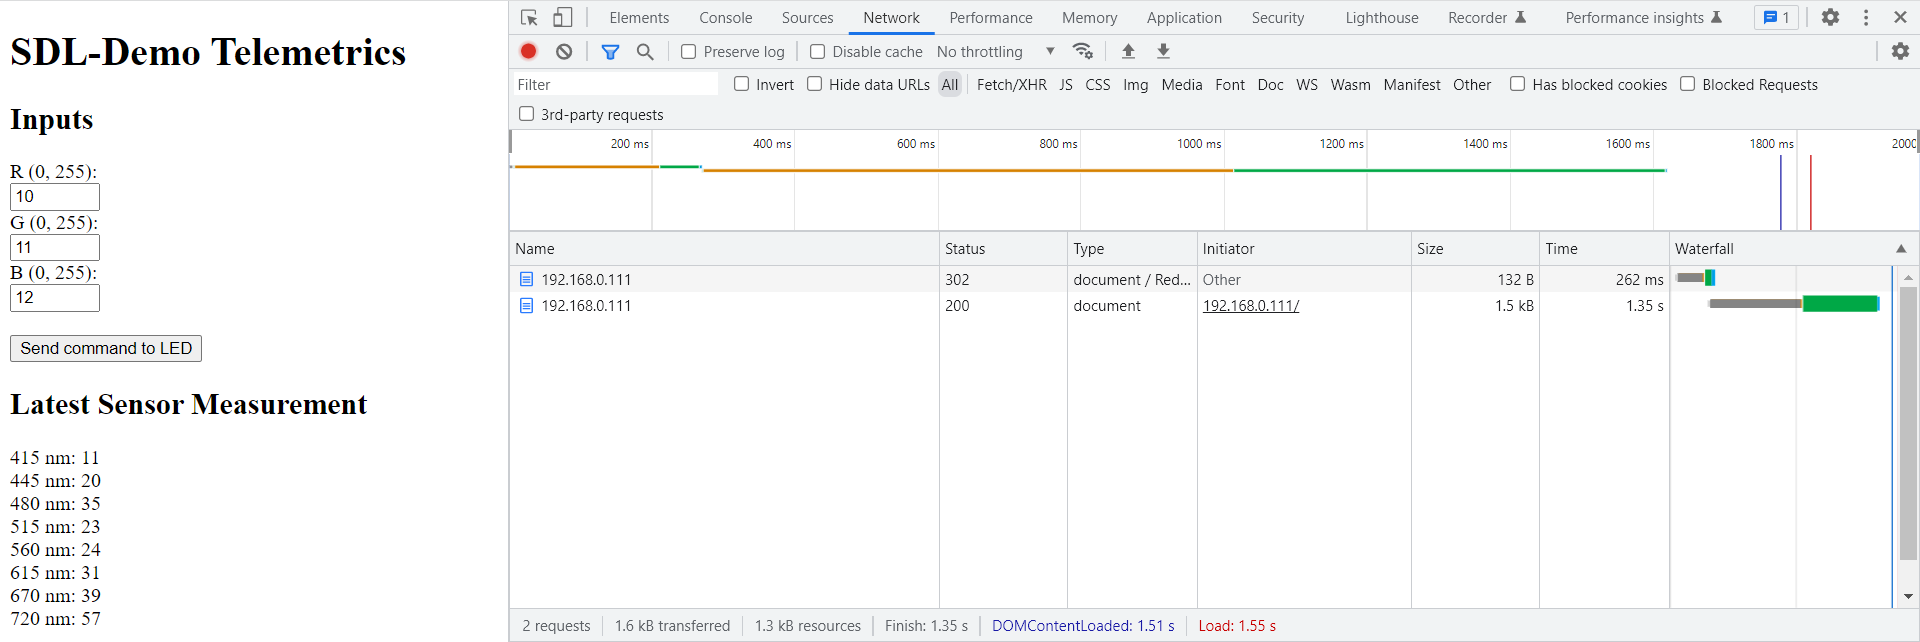 SDL-Demo Telemetrics
Inputs
R (0, 255):
10
G (0, 255):
11
B (0, 255):
12
Send command to LED
Latest Sensor Measurement
415 nm: 11
445 nm: 20
480 nm: 35
515 nm: 23
560 nm: 24
615 nm: 31
670 nm: 39
720 nm: 57
Elements Console Sources Network Performance Memory Application Security Lighthouse Recorder Performance insights 1
Preserve log Disable cache No throttling
Filter Invert Hide data URLs All Fetch/XHR JS CSS Img Media Font Doc WS Wasm Manifest Other Has blocked cookies Blocked Requests
3rd-party requests
200 ms 400 ms 600 ms 800 ms 1000 ms 1200 ms 1400 ms 1600 ms 1800 ms 2000
Name Status Type Initiator Size Time Waterfall
192.168.0.111 302 document / Red... Other 132 B 262 ms
192.168.0.111 200 document 192.168.0.111/ 1.5 kB 1.35 s
2 requests 1.6 kB transferred 1.3 kB resources Finish: 1.35 s DOMContentLoaded: 1.51 s Load: 1.55 s